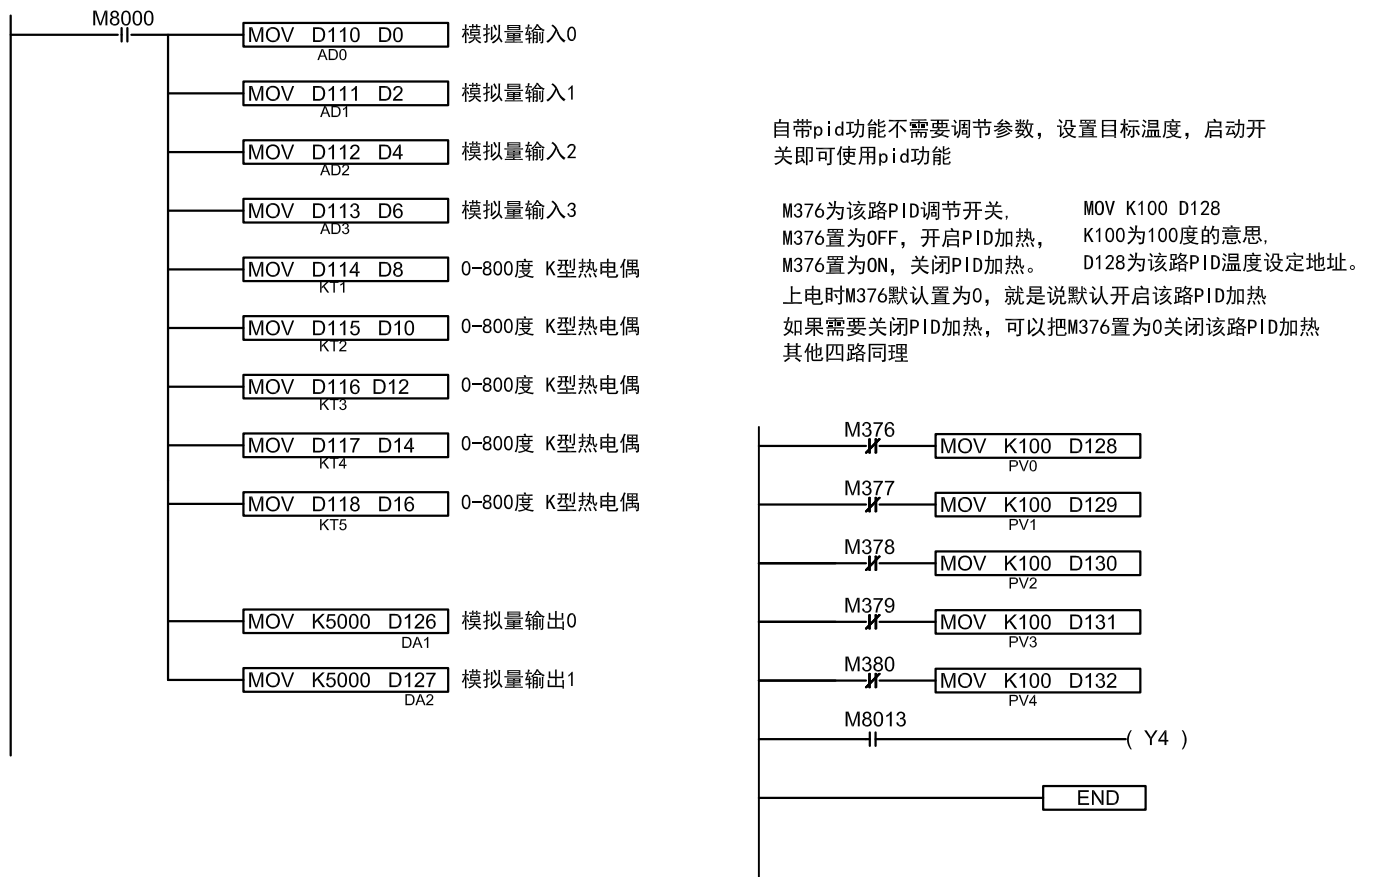 M8000
MOV D110 D0 模拟量输入0
AD0
MOV D111 D2 模拟量输入1
AD1
MOV D112 D4 模拟量输入2
AD2
MOV D113 D6 模拟量输入3
AD3
MOV D114 D8 0-800度 K型热电偶
KT1
MOV D115 D10 0-800度 K型热电偶
KT2
MOV D116 D12 0-800度 K型热电偶
KT3
MOV D117 D14 0-800度 K型热电偶
KT4
MOV D118 D16 0-800度 K型热电偶
KT5
MOV K5000 D126 模拟量输出0
DA1
MOV K5000 D127 模拟量输出1
DA2
自带pid功能不需要调节参数，设置目标温度，启动开
关即可使用pid功能
M376为该路PID调节开关,
M376置为OFF，开启PID加热，
M376置为ON，关闭PID加热。
MOV K100 D128
K100为100度的意思,
D128为该路PID温度设定地址。
上电时M376默认置为0，就是说默认开启该路PID加热
如果需要关闭PID加热，可以把M376置为0关闭该路PID加热
其他四路同理
M376
MOV K100 D128
PV0
M377
MOV K100 D129
PV1
M378
MOV K100 D130
PV2
M379
MOV K100 D131
PV3
M380
MOV K100 D132
PV4
M8013
( Y4 )
END